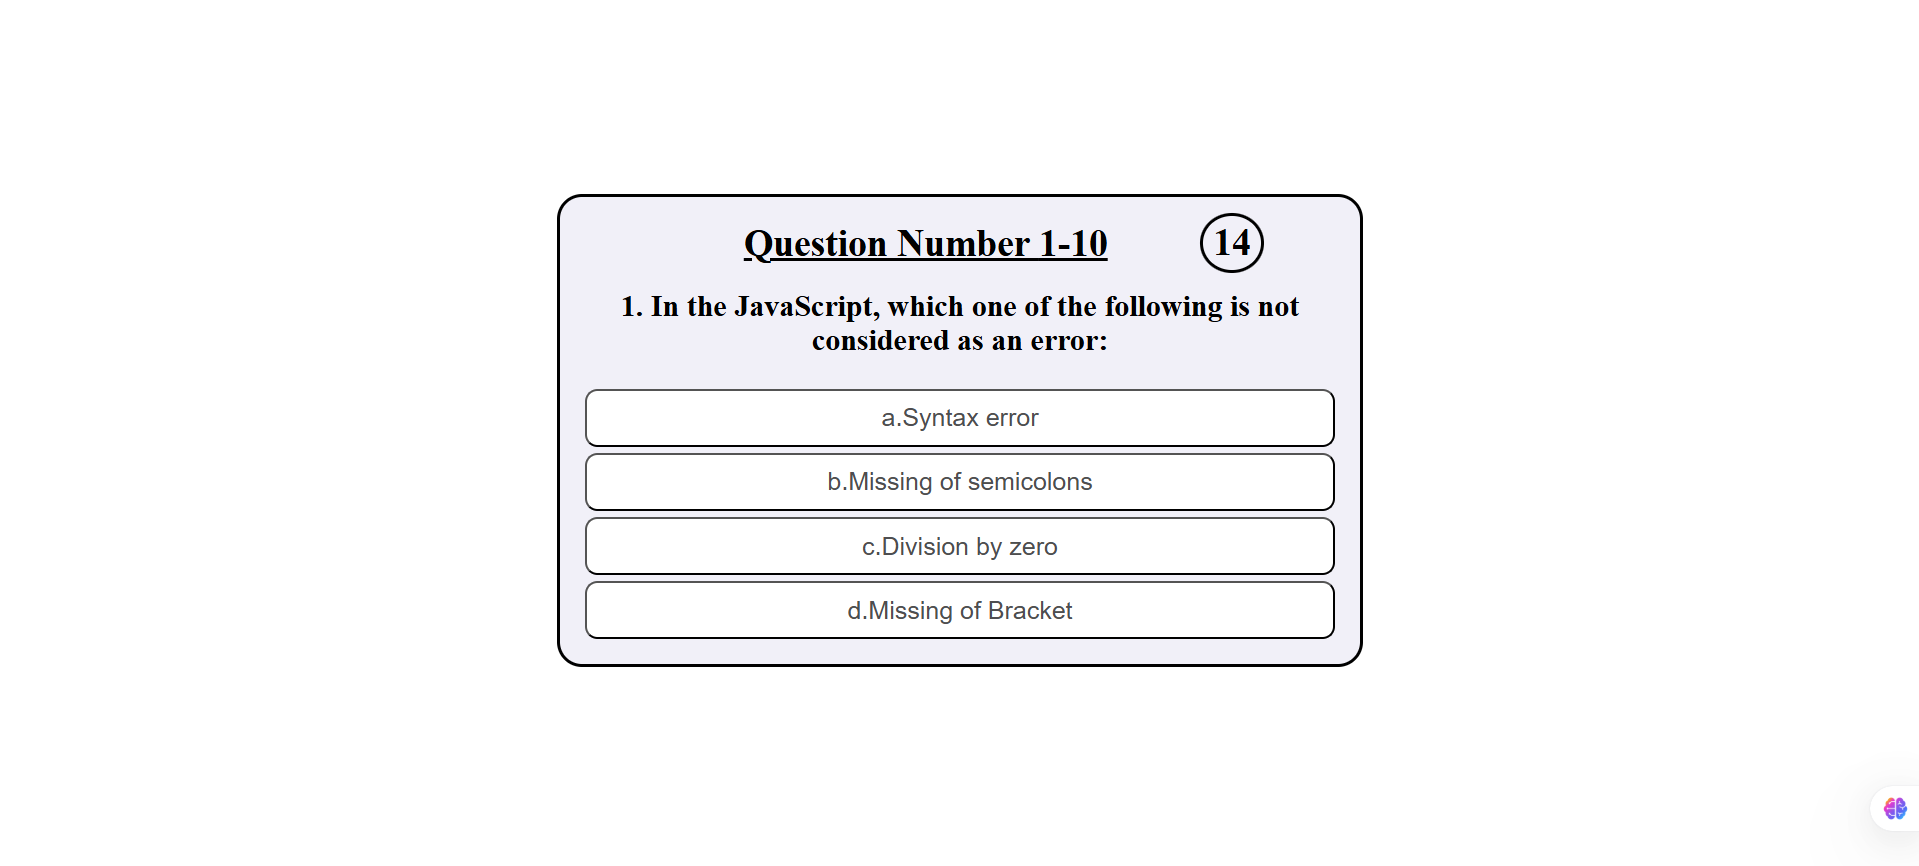 Question Number 1-10
14
1. In the JavaScript, which one of the following is not
considered as an error:
a.Syntax error
b.Missing of semicolons
c.Division by zero
d.Missing of Bracket